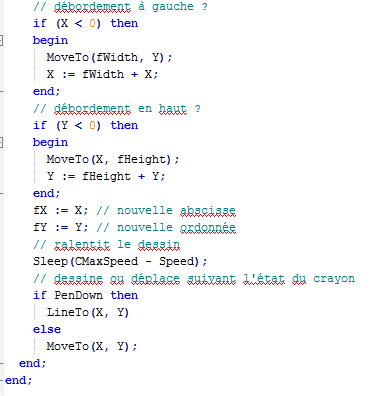 // débordement à gauche ?
if (X < 0) then
begin
MoveTo(fWidth, Y);
X := fWidth + X;
end;
// débordement en haut ?
if (Y < 0) then
begin
MoveTo(X, fHeight);
Y := fHeight + Y;
end;
fX := X; // nouvelle abscisse
fY := Y; // nouvelle ordonnée
// ralentit le dessin
Sleep(CMaxSpeed - Speed);
// dessine ou déplace suivant l'état du crayon
if PenDown then
LineTo(X, Y)
else
MoveTo(X, Y);
end;
end;